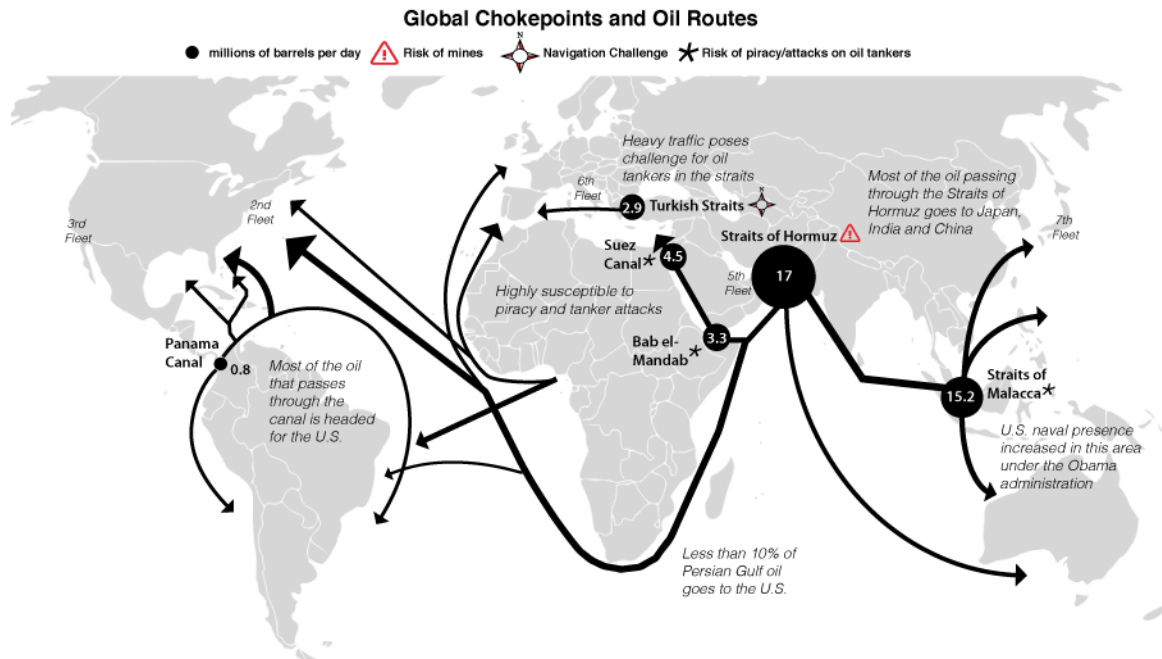 Global Chokepoints and Oil Routes
N
millions of barrels per day
Risk of mines
Navigation Challenge
Risk of piracy/attacks on oil tankers
Heavy traffic poses
challenge for oil
tankers in the straits
6th
Fleet
2.9
Turkish Straits
N
Most of the oil passing
through the Straits of
Hormuz goes to Japan,
India and China
3rd
Fleet
2nd
Fleet
7th
Fleet
Suez
Canal
4.5
Straits of Hormuz
17
5th
Fleet
Highly susceptible to
piracy and tanker attacks
Bab el-
Mandab
3.3
Panama
Canal
0.8
Most of the oil
that passes
through the
canal is headed
for the U.S.
15.2
Straits of
Malacca
U.S. naval presence
increased in this area
under the Obama
administration
Less than 10% of
Persian Gulf oil
goes to the U.S.